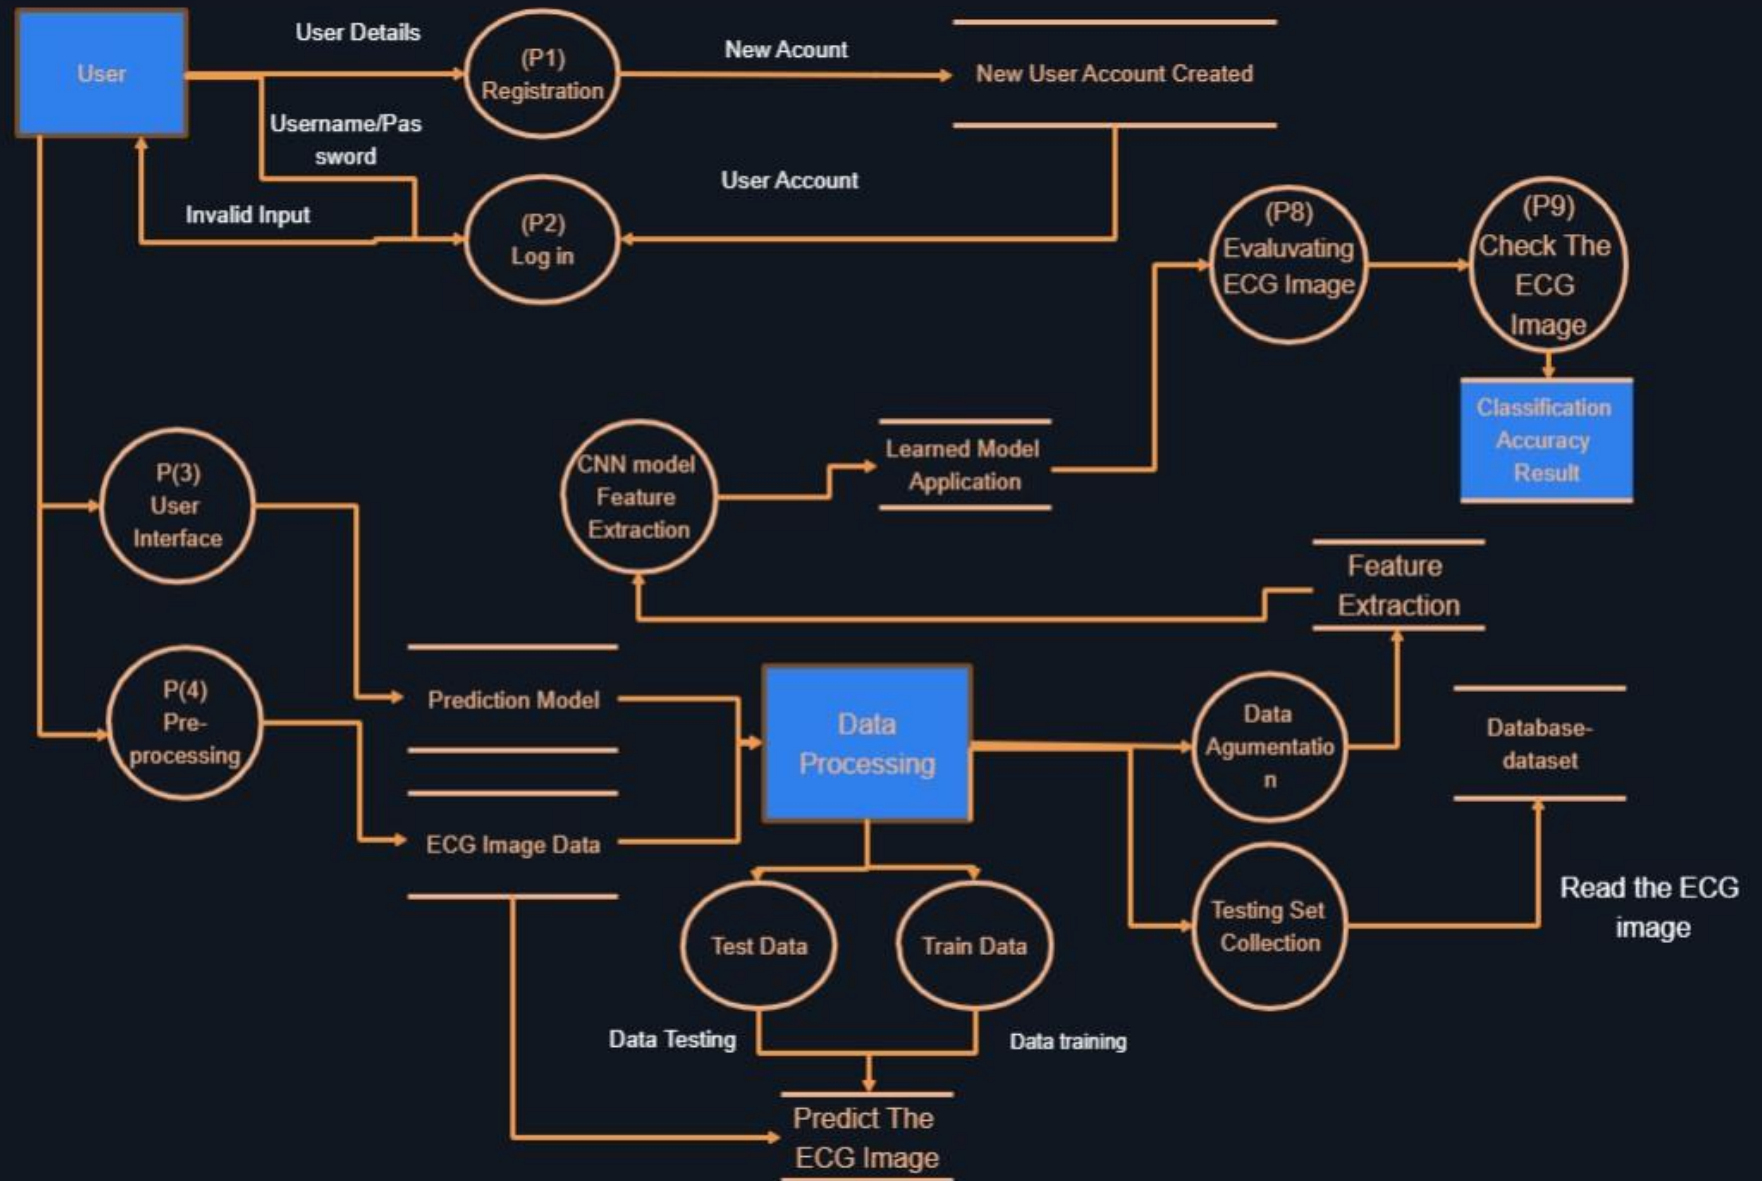 User
User Details
(P1)
Registration
New Acount
New User Account Created
Username/Pas
sword
Invalid Input
(P2)
Log in
User Account
(P8)
Evaluvating
ECG Image
(P9)
Check The
ECG
Image
Classification
Accuracy
Result
P(3)
User
Interface
CNN model
Feature
Extraction
Learned Model
Application
Feature
Extraction
P(4)
Pre-
processing
Prediction Model
ECG Image Data
Data
Processing
Data
Agumentatio
n
Database-
dataset
Test Data
Train Data
Testing Set
Collection
Read the ECG
image
Data Testing
Data training
Predict The
ECG Image